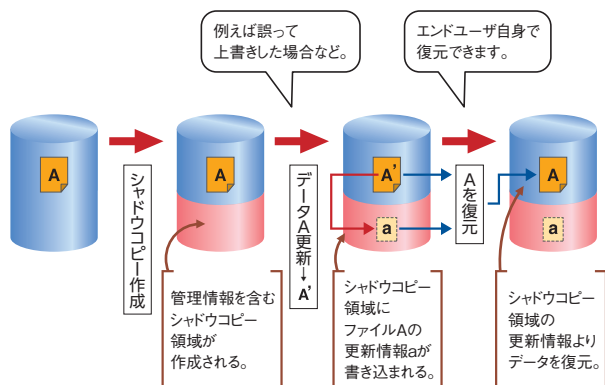 例えば誤って
上書きした場合など。
エンドユーザ自身で
復元できます。
A
シャドウコピー作成
A
データA更新→A'
A'
a
Aを復元
A
a
管理情報を含む
シャドウコピー
領域が
作成される。
シャドウコピー
領域に
ファイルAの
更新情報aが
書き込まれる。
シャドウコピー
領域の
更新情報より
データを復元。